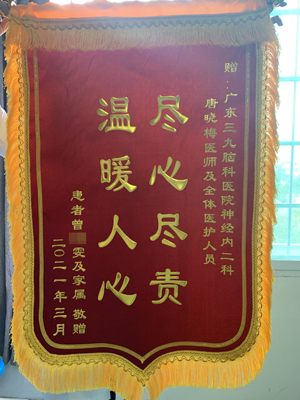 赠：广东三九脑科医院神经内二科
唐晓梅医师及全体医护人员
尽心尽责
温暖人心
患者曾雯及家属 敬赠
二〇二一年三月